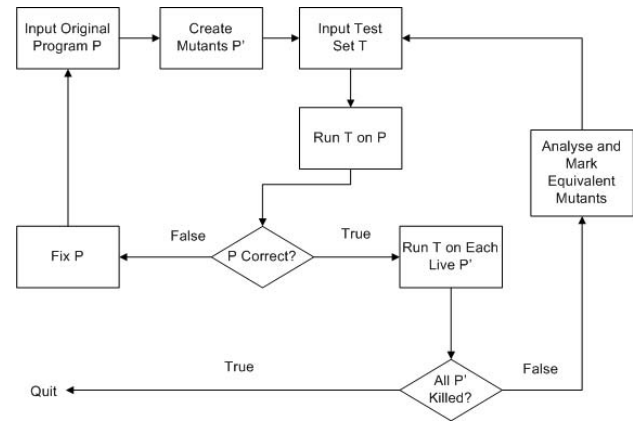 Input Original
Program P
Create
Mutants P'
Input Test
Set T
Run T on P
Analyse and
Mark
Equivalent
Mutants
False
True
Fix P
P Correct?
Run T on Each
Live P'
True
False
Quit
All P'
Killed?